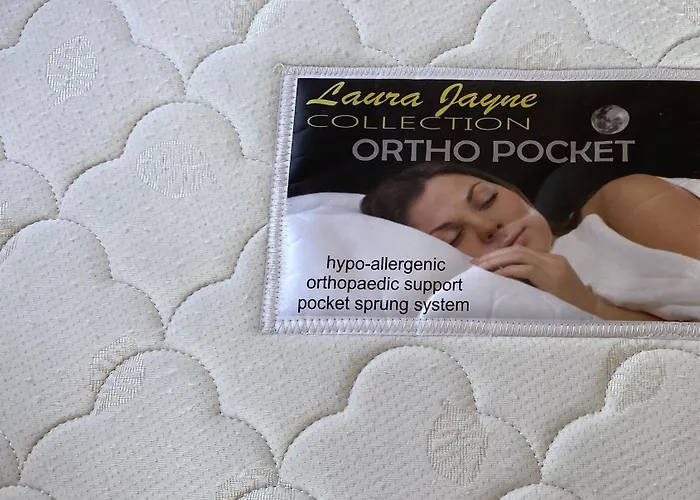 Laura Jayne
COLLECTION
ORTHO POCKET
hypo-allergenic
orthopaedic support
pocket sprung system